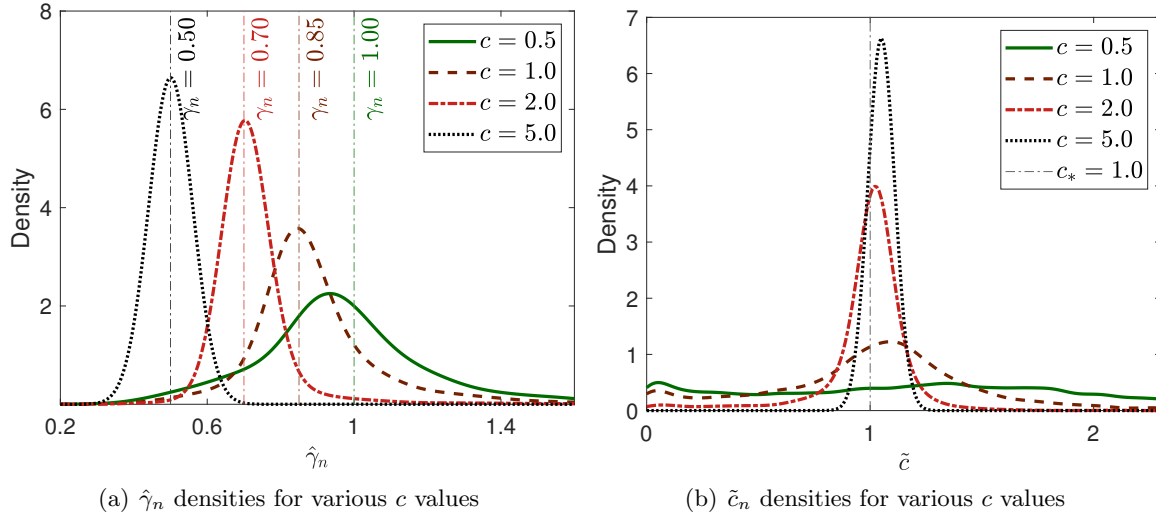 8
6
4
2
0.2
0.6
1
1.4
Density
γ̂ₙ
γₙ = 0.50
γₙ = 0.70
γₙ = 0.85
γₙ = 1.00
c = 0.5
c = 1.0
c = 2.0
c = 5.0
(a) γ̂ₙ densities for various c values
7
6
5
4
3
2
1
0
0
1
2
Density
c̃
c = 0.5
c = 1.0
c = 2.0
c = 5.0
c* = 1.0
(b) c̃ₙ densities for various c values